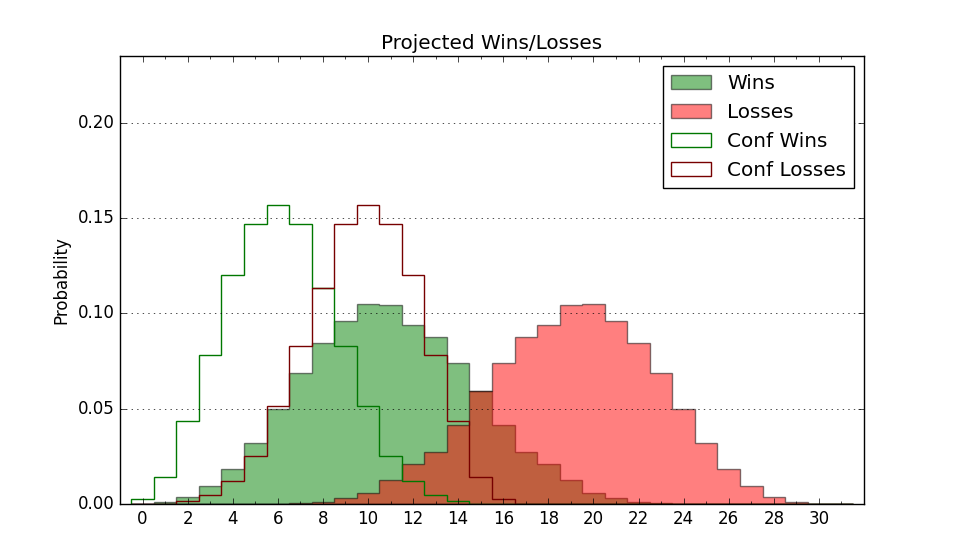 Projected Wins/Losses
Wins
Losses
Conf Wins
Conf Losses
Probability
0.20
0.15
0.10
0.05
0.00
0 2 4 6 8 10 12 14 16 18 20 22 24 26 28 30